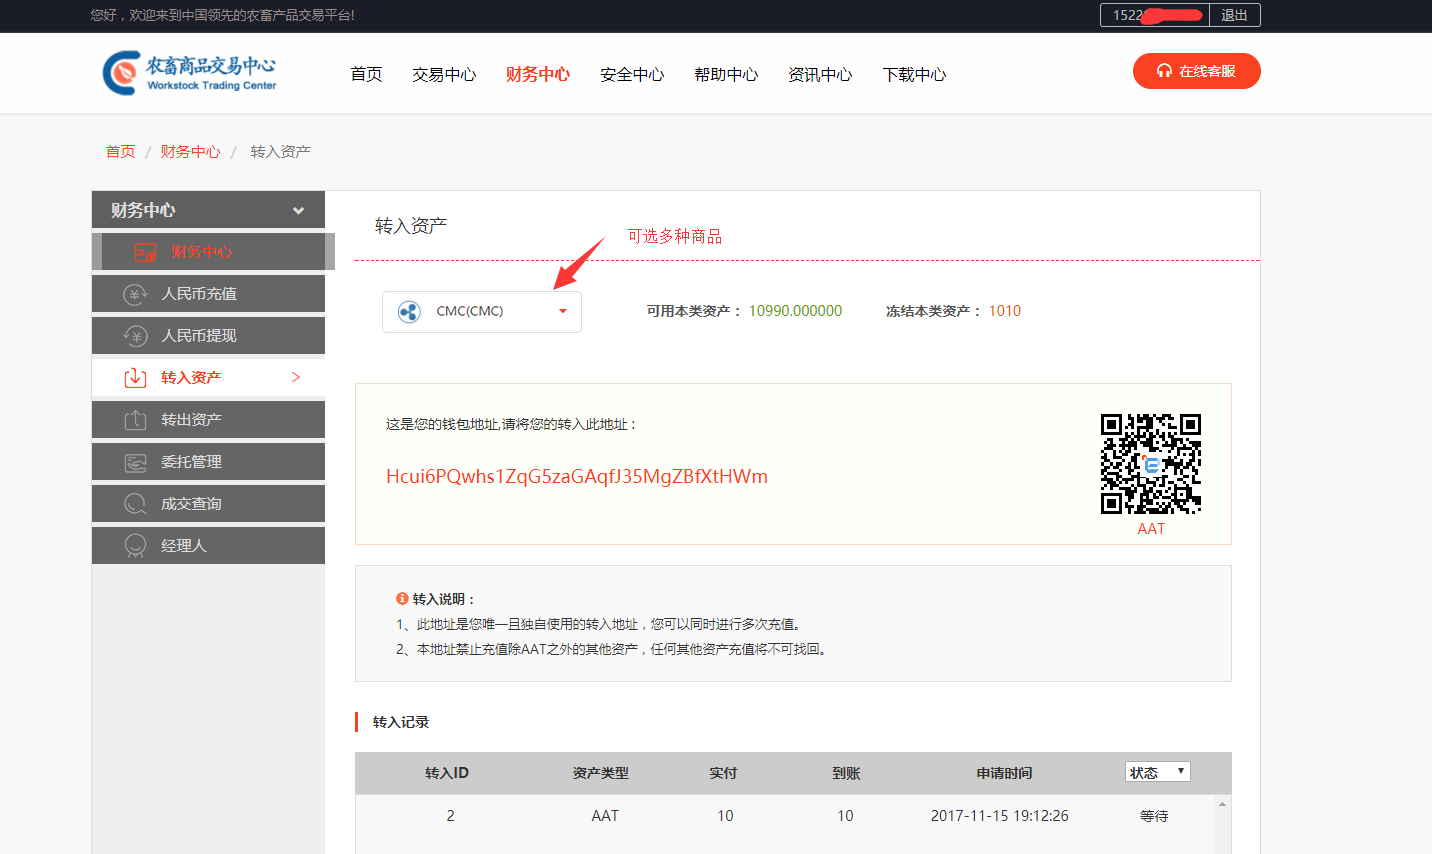 您好，欢迎来到中国领先的农畜产品交易平台!
1522
退出
农畜商品交易中心
Workstock Trading Center
首页 交易中心 财务中心 安全中心 帮助中心 资讯中心 下载中心
在线客服
首页 / 财务中心 / 转入资产
财务中心
财务中心
人民币充值
人民币提现
转入资产
转出资产
委托管理
成交查询
经理人
转入资产
可选多种商品
CMC(CMC)
可用本类资产： 10990.000000 冻结本类资产： 1010
这是您的钱包地址,请将您的转入此地址：
Hcui6PQwhs1ZqG5zaGAqfJ35MgZBfXtHWm
AAT
转入说明：
1、此地址是您唯一且独自使用的转入地址，您可以同时进行多次充值。
2、本地址禁止充值除AAT之外的其他资产，任何其他资产充值将不可找回。
转入记录
转入ID 资产类型 实付 到账 申请时间 状态
2 AAT 10 10 2017-11-15 19:12:26 等待